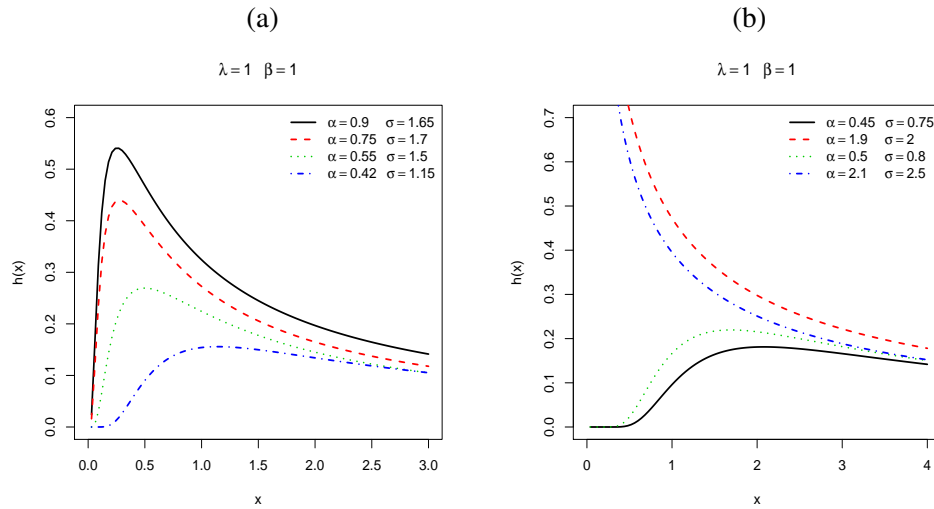 (a)
λ = 1 β = 1
h(x)
0.6
0.5
0.4
0.3
0.2
0.1
0.0
α = 0.9 σ = 1.65
α = 0.75 σ = 1.7
α = 0.55 σ = 1.5
α = 0.42 σ = 1.15
0.0 0.5 1.0 1.5 2.0 2.5 3.0
x
(b)
λ = 1 β = 1
h(x)
0.7
0.6
0.5
0.4
0.3
0.2
0.1
0.0
α = 0.45 σ = 0.75
α = 1.9 σ = 2
α = 0.5 σ = 0.8
α = 2.1 σ = 2.5
0 1 2 3 4
x